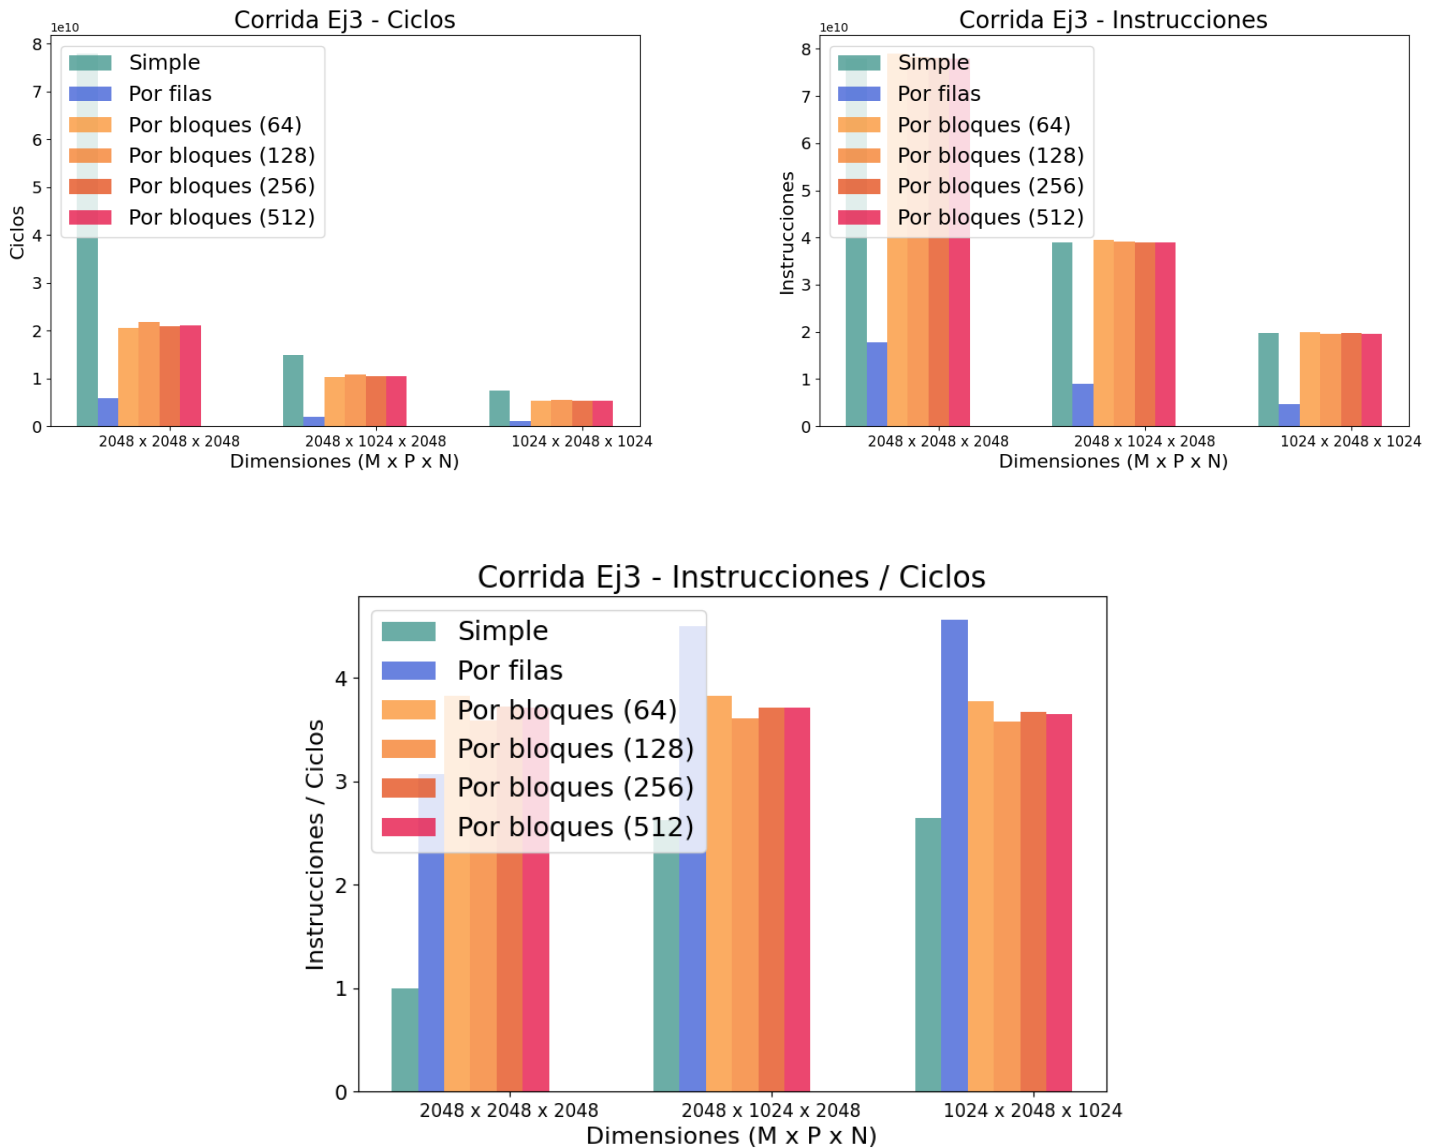 Corrida Ej3 - Ciclos
1e10
8
7
6
5
4
3
2
1
0
Ciclos
Simple
Por filas
Por bloques (64)
Por bloques (128)
Por bloques (256)
Por bloques (512)
2048 x 2048 x 2048
2048 x 1024 x 2048
1024 x 2048 x 1024
Dimensiones (M x P x N)
Corrida Ej3 - Instrucciones
1e10
8
7
6
5
4
3
2
1
0
Instrucciones
Simple
Por filas
Por bloques (64)
Por bloques (128)
Por bloques (256)
Por bloques (512)
2048 x 2048 x 2048
2048 x 1024 x 2048
1024 x 2048 x 1024
Dimensiones (M x P x N)
Corrida Ej3 - Instrucciones / Ciclos
4
3
2
1
0
Instrucciones / Ciclos
Simple
Por filas
Por bloques (64)
Por bloques (128)
Por bloques (256)
Por bloques (512)
2048 x 2048 x 2048
2048 x 1024 x 2048
1024 x 2048 x 1024
Dimensiones (M x P x N)